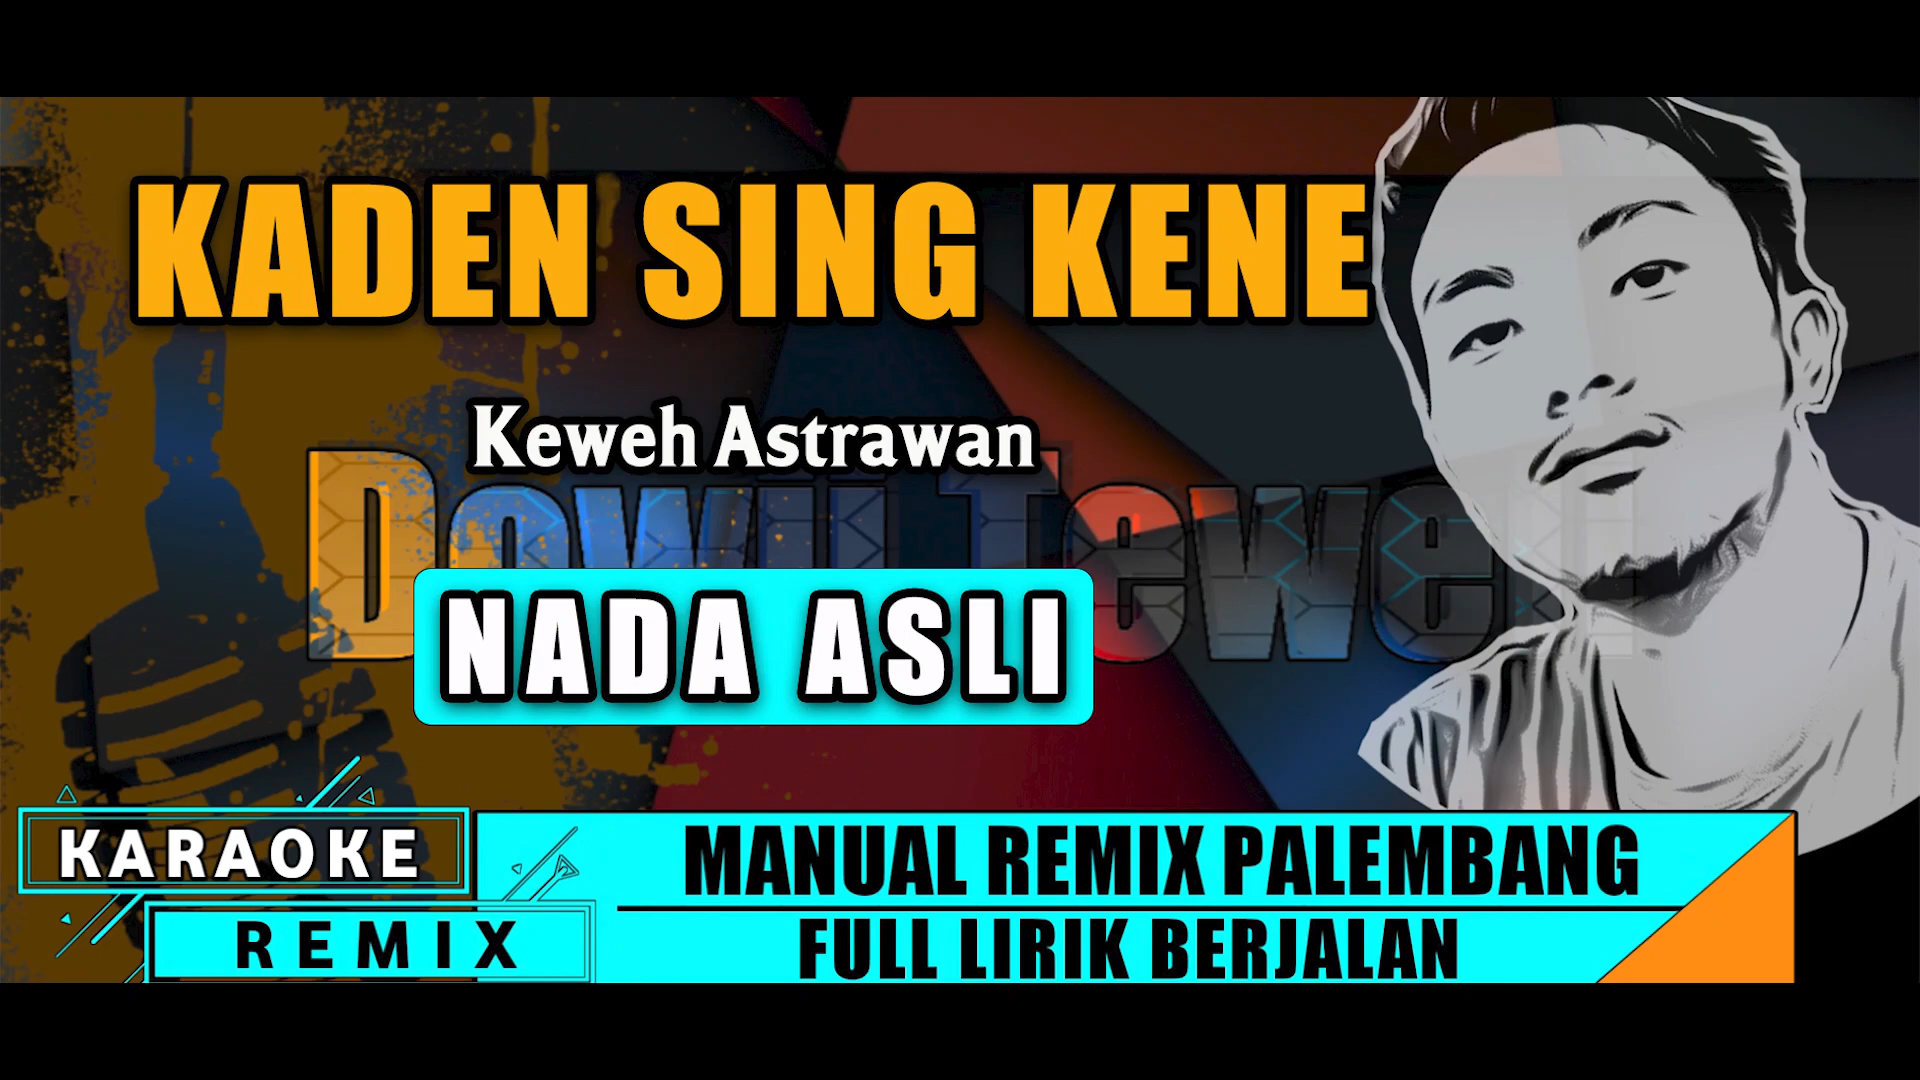 KADEN SING KENE
Keweh Astrawan
NADA ASLI
KARAOKE
REMIX
MANUAL REMIX PALEMBANG
FULL LIRIK BERJALAN